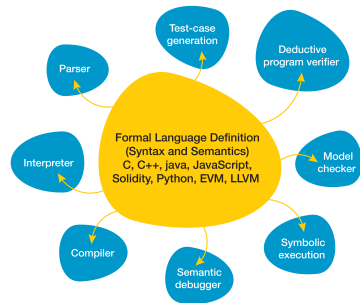 Test-case
generation
Deductive
program verifier
Parser
Formal Language Definition
(Syntax and Semantics)
C, C++, java, JavaScript,
Solidity, Python, EVM, LLVM
Interpreter
Model
checker
Compiler
Symbolic
execution
Semantic
debugger